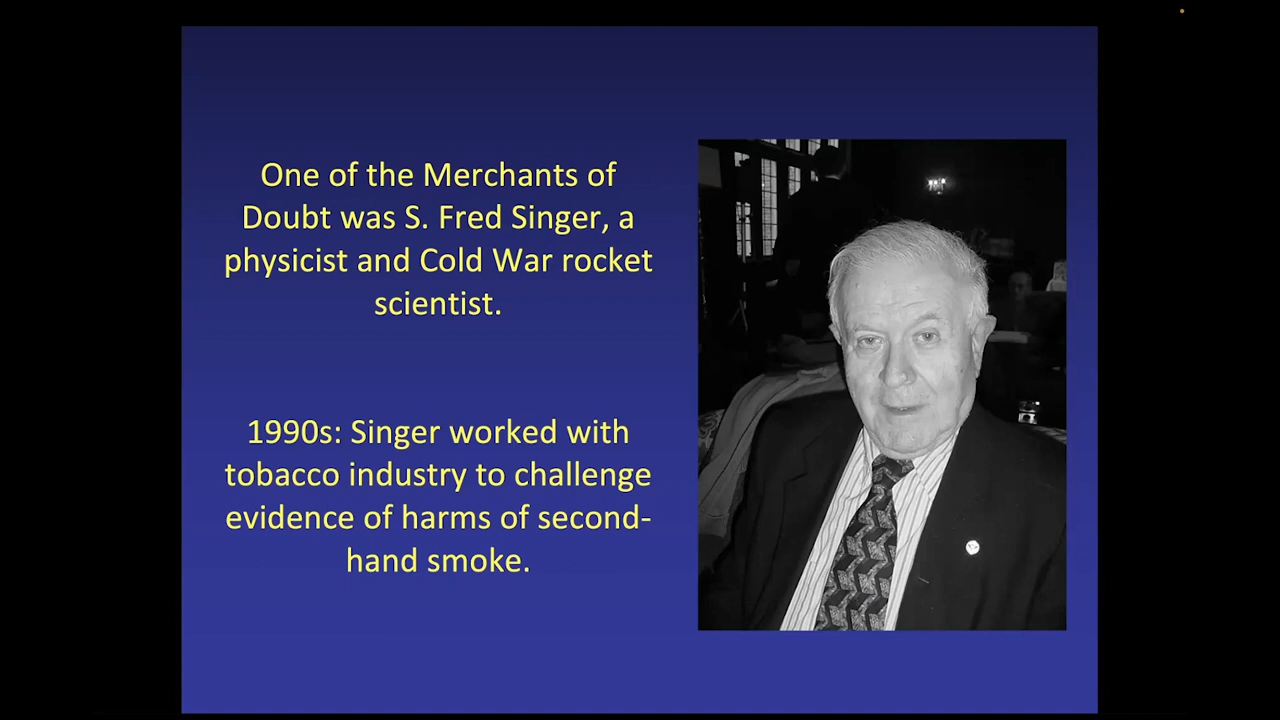 One of the Merchants of
Doubt was S. Fred Singer, a
physicist and Cold War rocket
scientist.
1990s: Singer worked with
tobacco industry to challenge
evidence of harms of second-
hand smoke.